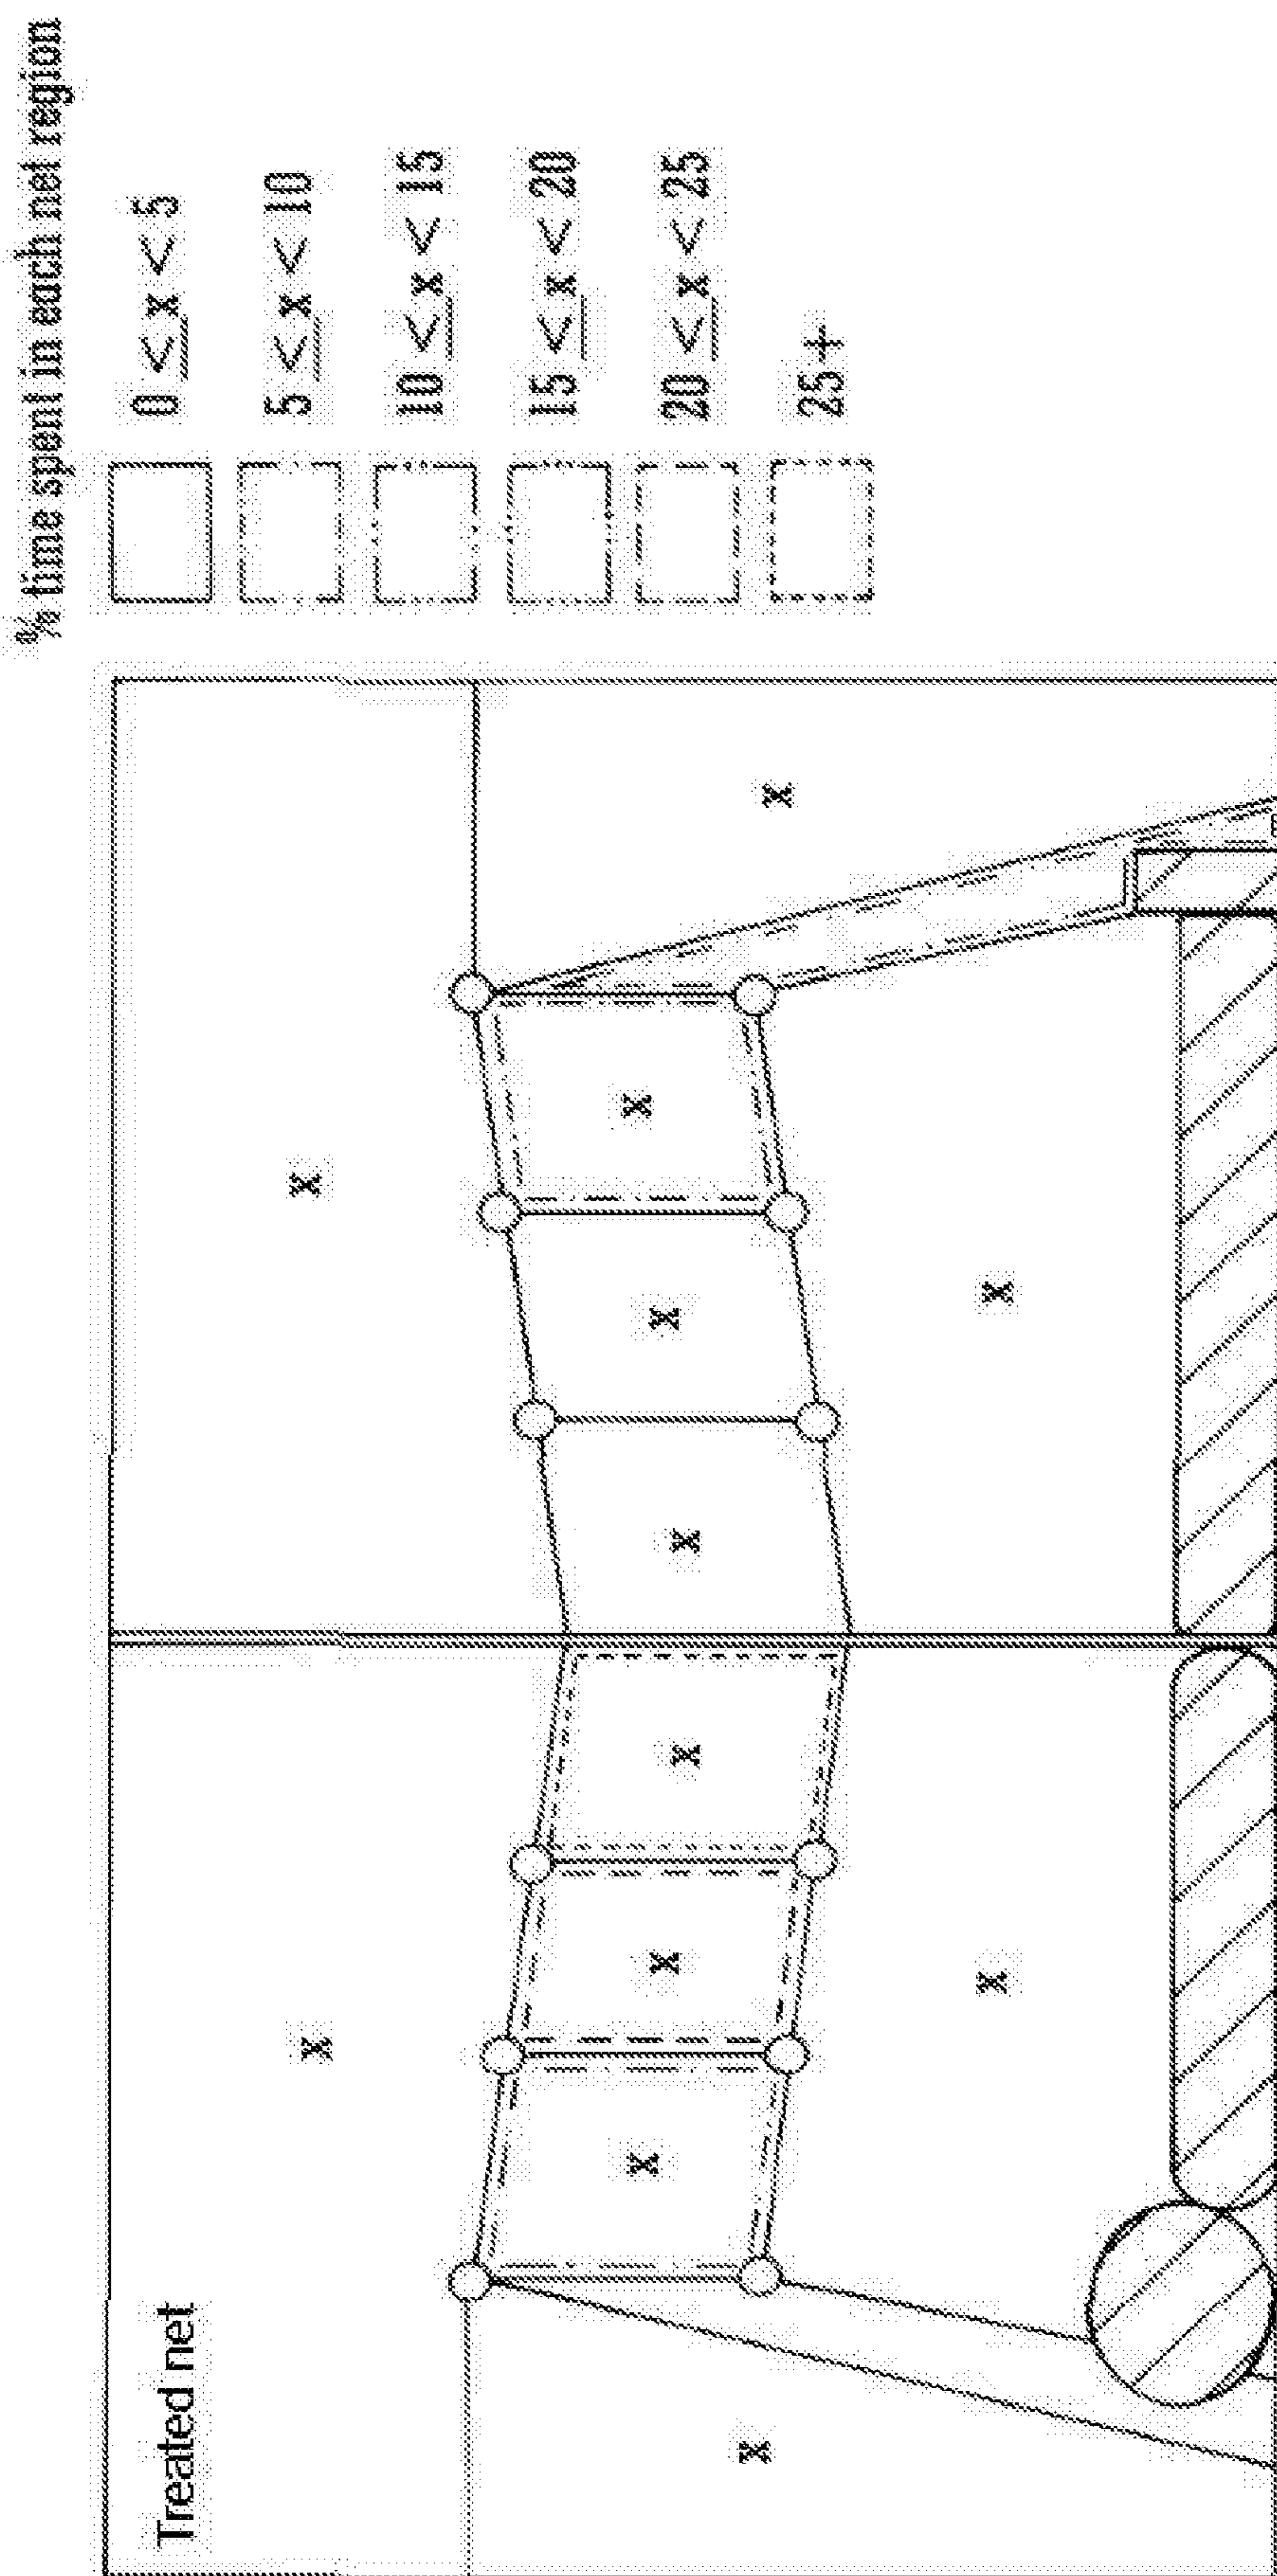 Treated net
x
x
x
x
x
x
x
x
x
x
x
x
% time spent in each net region
0 ≤ x < 5
5 ≤ x < 10
10 ≤ x < 15
15 ≤ x < 20
20 ≤ x < 25
25+